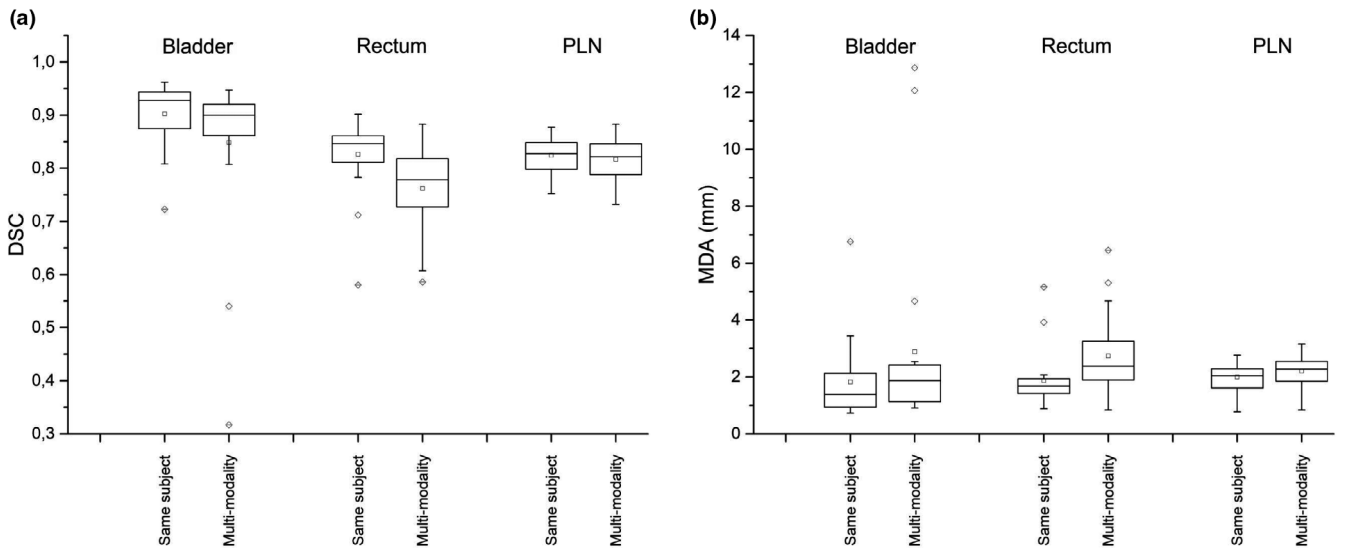 (a)
Bladder
Rectum
PLN
1,0
0,9
0,8
0,7
0,6
0,5
0,4
0,3
DSC
Same subject
Multi-modality
Same subject
Multi-modality
Same subject
Multi-modality
(b)
Bladder
Rectum
PLN
14
12
10
8
6
4
2
0
MDA (mm)
Same subject
Multi-modality
Same subject
Multi-modality
Same subject
Multi-modality